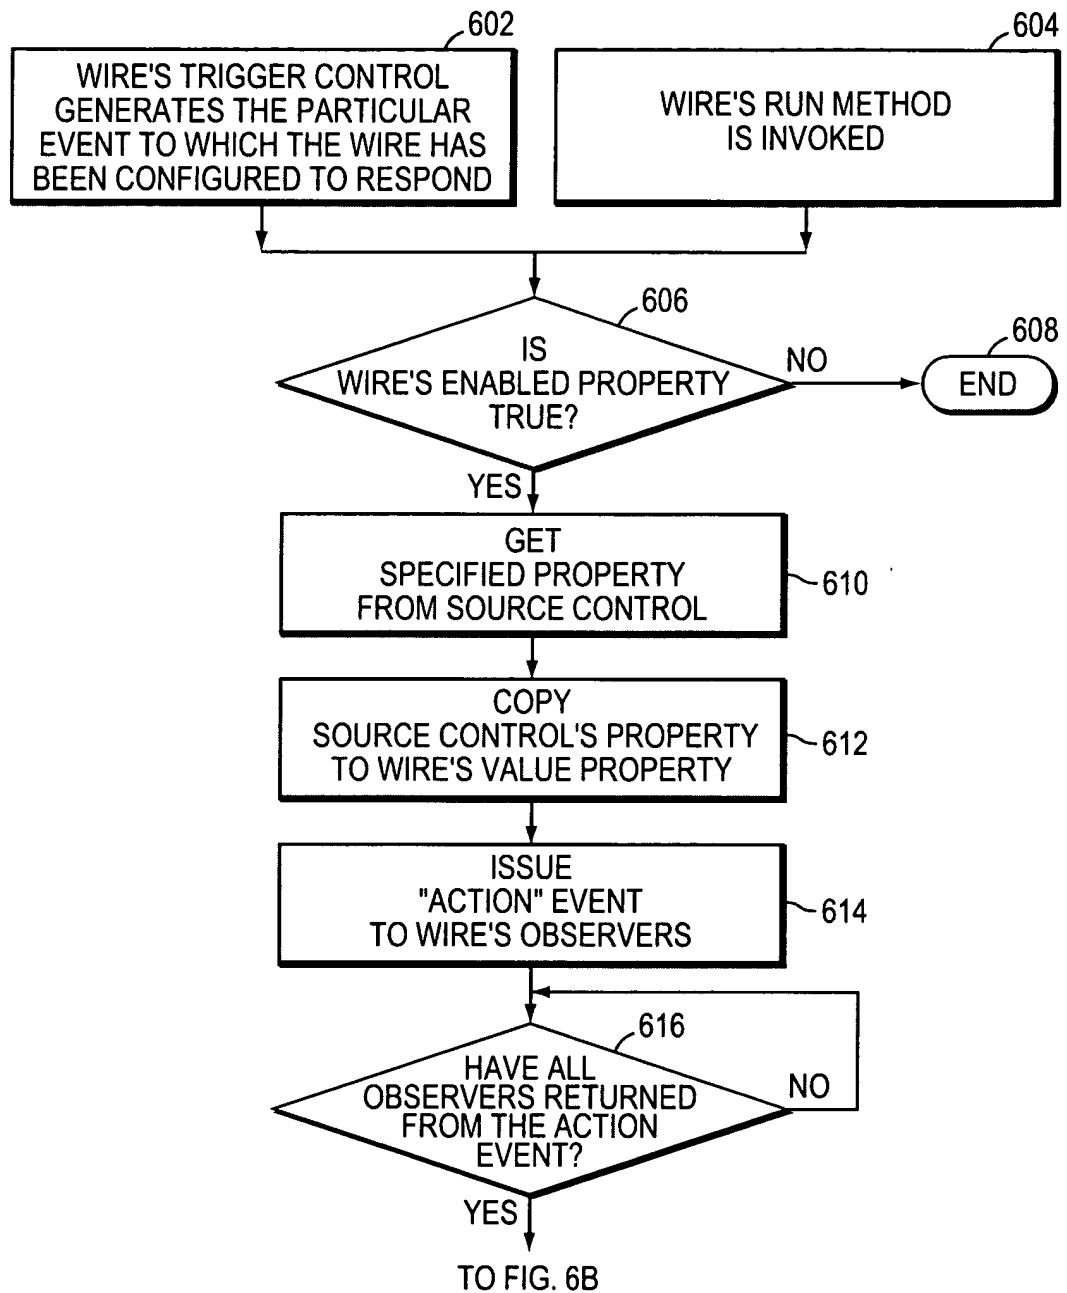 602
WIRE'S TRIGGER CONTROL
GENERATES THE PARTICULAR
EVENT TO WHICH THE WIRE HAS
BEEN CONFIGURED TO RESPOND
604
WIRE'S RUN METHOD
IS INVOKED
606
IS
WIRE'S ENABLED PROPERTY
TRUE?
NO
608
END
YES
GET
SPECIFIED PROPERTY
FROM SOURCE CONTROL
610
COPY
SOURCE CONTROL'S PROPERTY
TO WIRE'S VALUE PROPERTY
612
ISSUE
"ACTION" EVENT
TO WIRE'S OBSERVERS
614
616
HAVE ALL
OBSERVERS RETURNED
FROM THE ACTION
EVENT?
NO
YES
TO FIG. 6B